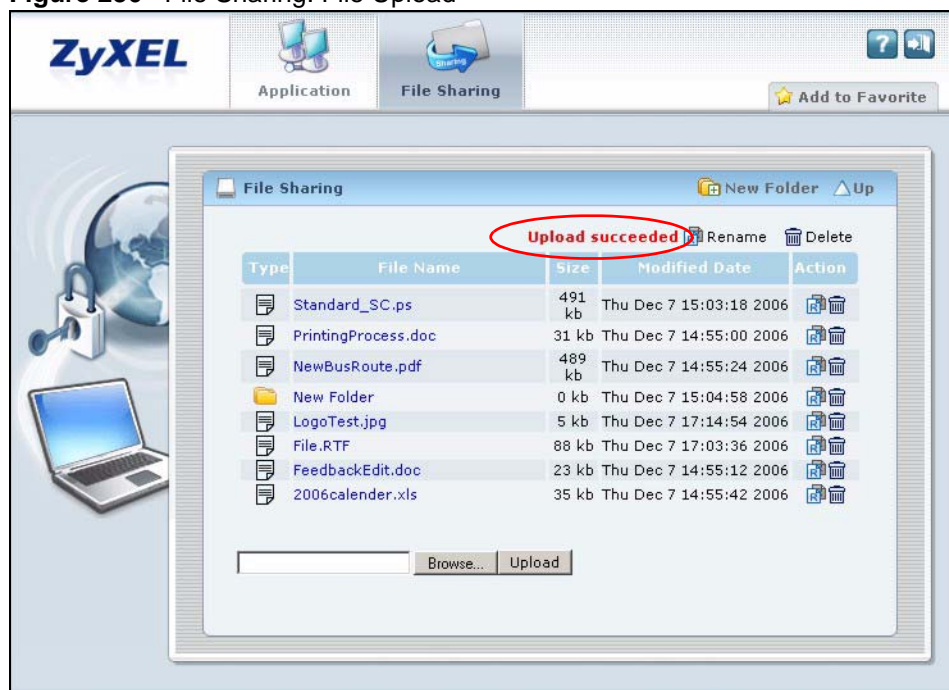 File Sharing: File Upload
ZyXEL
Sharing
?
Application
File Sharing
Add to Favorite
File Sharing
New Folder
Up
Upload succeeded
Rename
Delete
Type File Name Size Modified Date Action
Standard_SC.ps 491 kb Thu Dec 7 15:03:18 2006 R
PrintingProcess.doc 31 kb Thu Dec 7 14:55:00 2006 R
NewBusRoute.pdf 489 kb Thu Dec 7 14:55:24 2006 R
New Folder 0 kb Thu Dec 7 15:04:58 2006 R
LogoTest.jpg 5 kb Thu Dec 7 17:14:54 2006 R
File.RTF 88 kb Thu Dec 7 17:03:36 2006 R
FeedbackEdit.doc 23 kb Thu Dec 7 14:55:12 2006 R
2006calender.xls 35 kb Thu Dec 7 14:55:42 2006 R
Browse... Upload